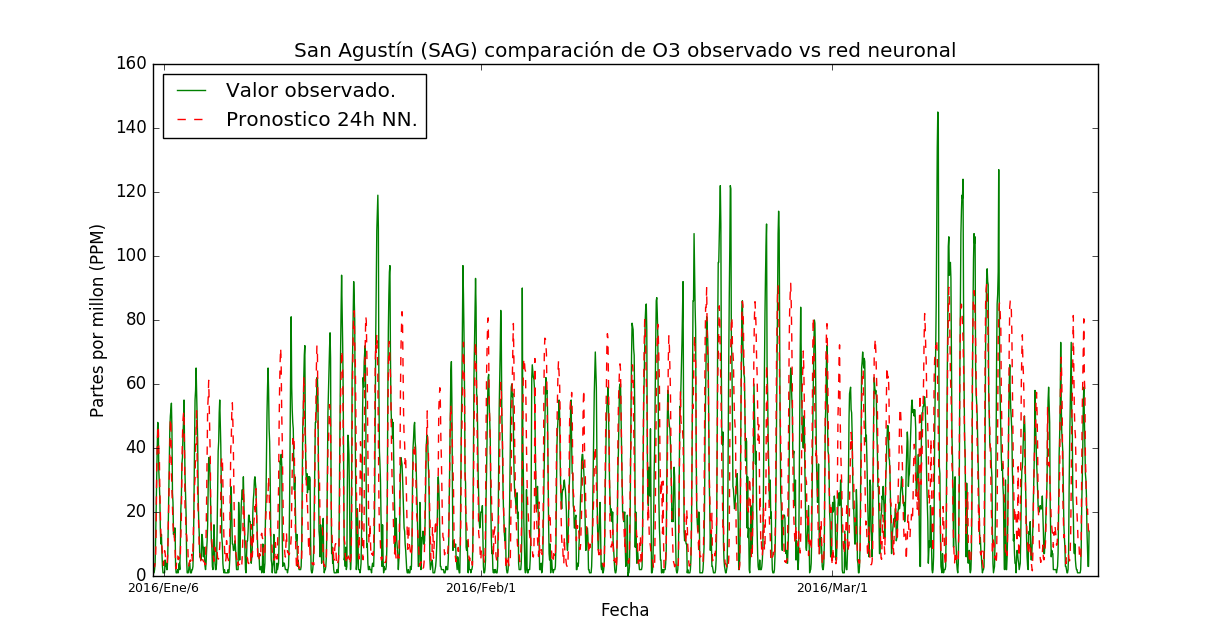 San Agustín (SAG) comparación de O3 observado vs red neuronal
Valor observado.
Pronostico 24h NN.
Partes por millon (PPM)
160
140
120
100
80
60
40
20
0
2016/Ene/6
2016/Feb/1
2016/Mar/1
Fecha